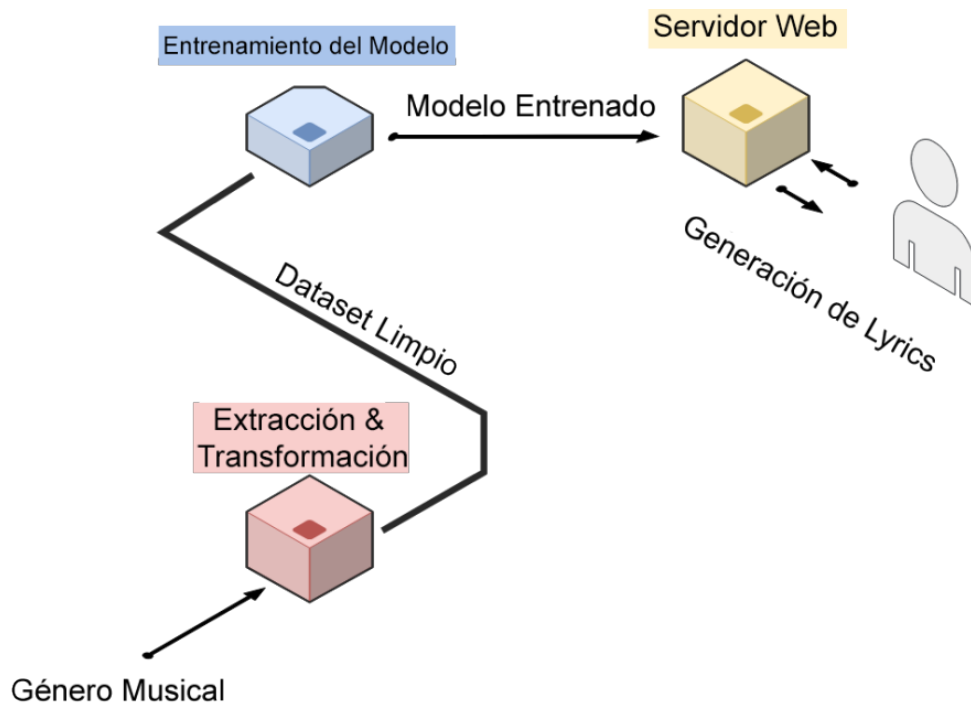 Entrenamiento del Modelo
Servidor Web
Modelo Entrenado
Generación de Lyrics
Dataset Limpio
Extracción &
Transformación
Género Musical